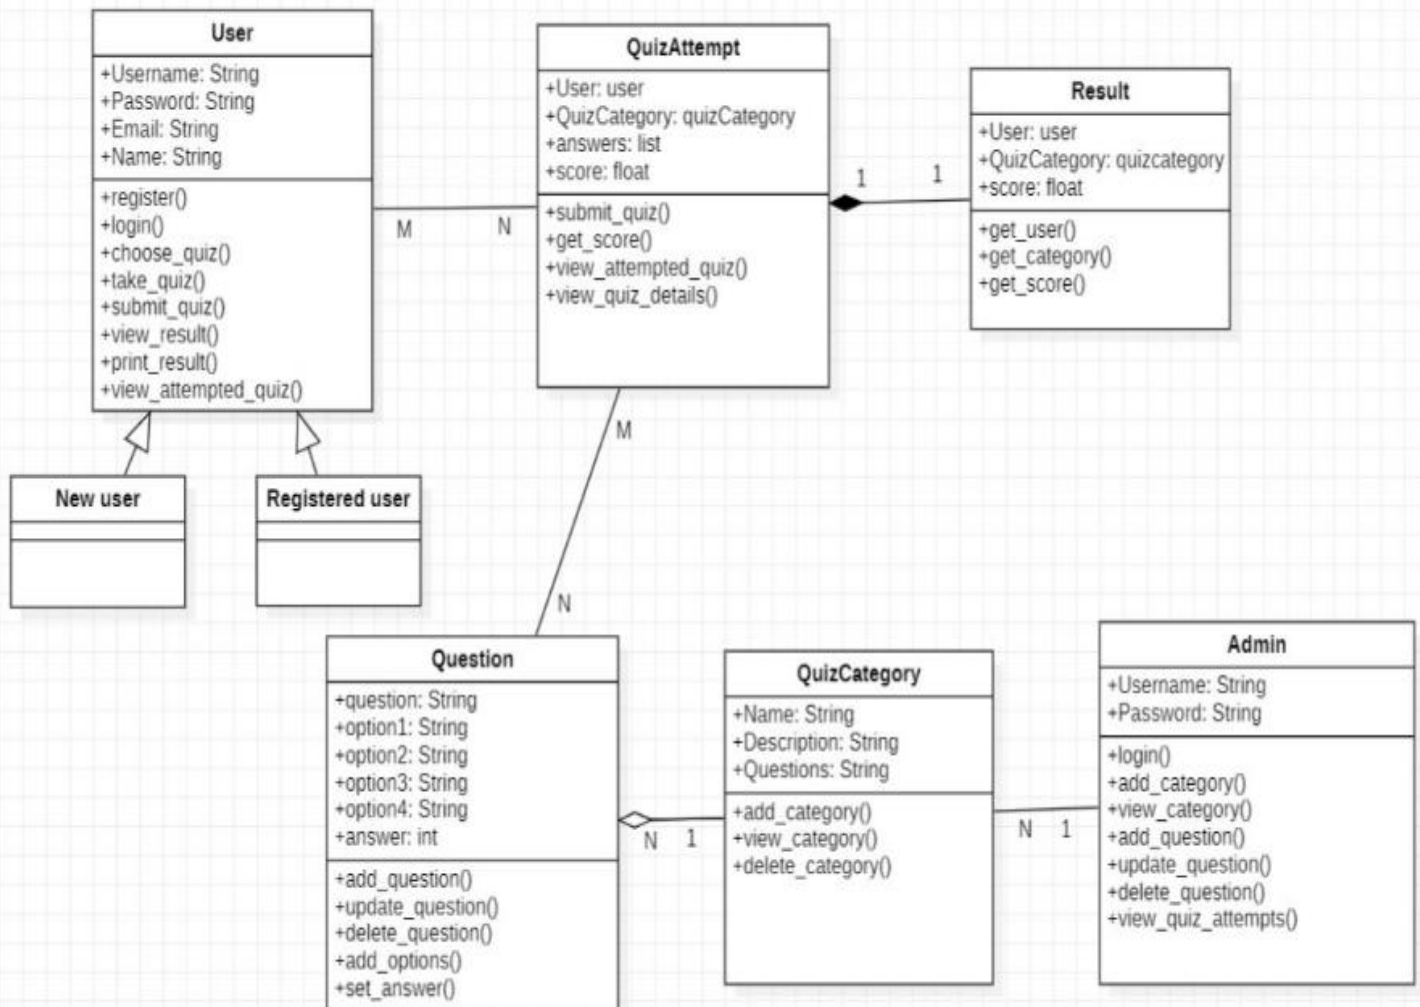 User
+Username: String
+Password: String
+Email: String
+Name: String
+register()
+login()
+choose_quiz()
+take_quiz()
+submit_quiz()
+view_result()
+print_result()
+view_attempted_quiz()
M
N
QuizAttempt
+User: user
+QuizCategory: quizCategory
+answers: list
+score: float
+submit_quiz()
+get_score()
+view_attempted_quiz()
+view_quiz_details()
1
1
Result
+User: user
+QuizCategory: quizcategory
+score: float
+get_user()
+get_category()
+get_score()
New user
Registered user
M
N
Question
+question: String
+option1: String
+option2: String
+option3: String
+option4: String
+answer: int
+add_question()
+update_question()
+delete_question()
+add_options()
+set_answer()
N
1
QuizCategory
+Name: String
+Description: String
+Questions: String
+add_category()
+view_category()
+delete_category()
N
1
Admin
+Username: String
+Password: String
+login()
+add_category()
+view_category()
+add_question()
+update_question()
+delete_question()
+view_quiz_attempts()